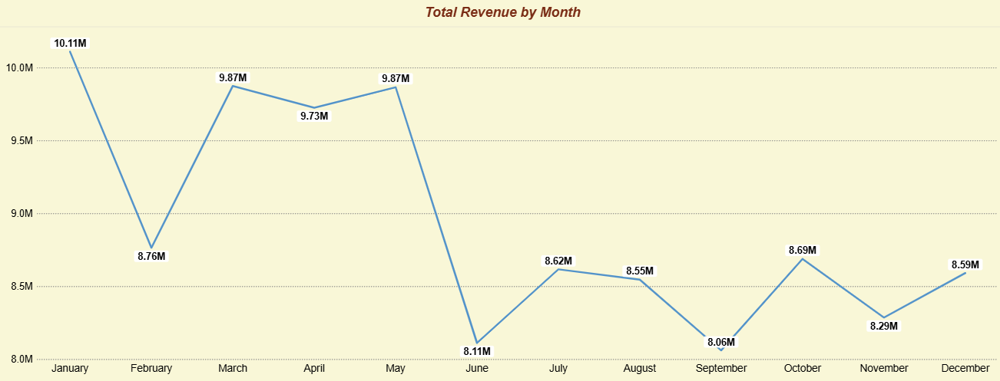 Total Revenue by Month
10.11M
10.0M
9.87M
9.87M
9.73M
9.5M
9.0M
8.76M
8.69M
8.62M
8.59M
8.55M
8.5M
8.29M
8.06M
8.11M
8.0M
January February March April May June July August September October November December